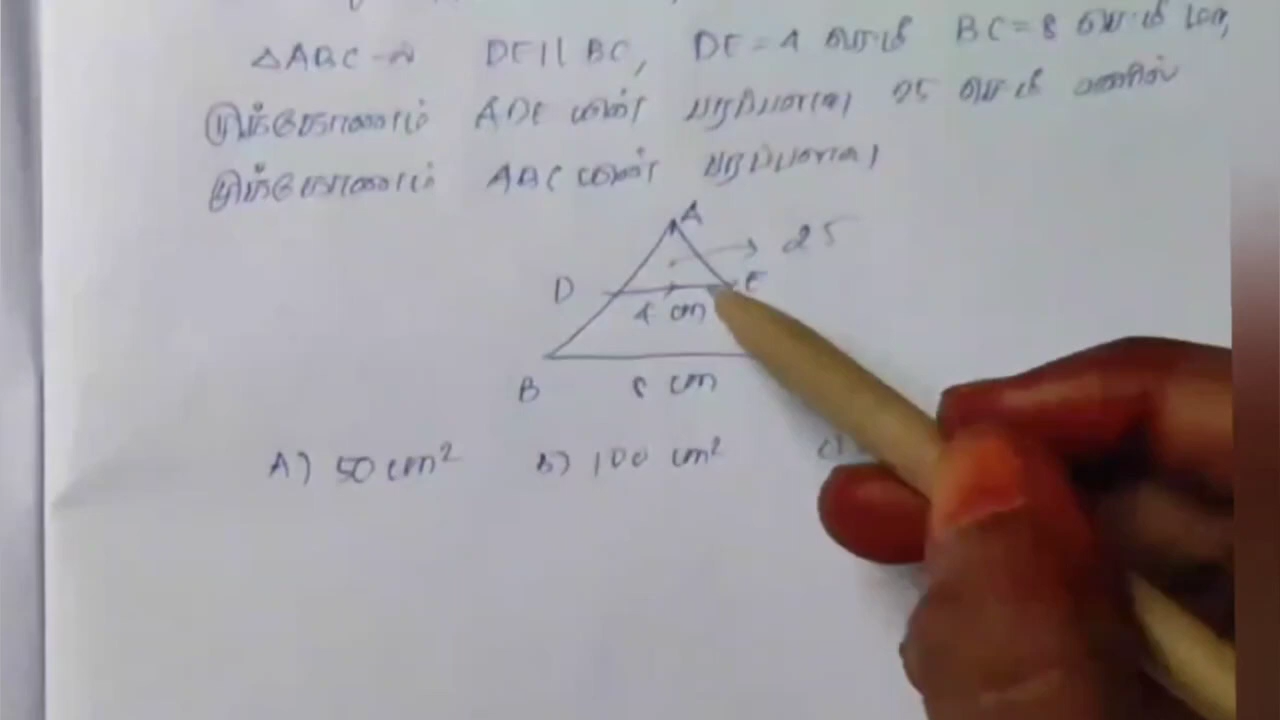 △ABC-ல் DE || BC, DE = 4 செ.மீ BC = 8 செ.மீ மற்றும்
முக்கோணம் ADE யின் பரப்பளவு 25 செ.மீ எனில்
முக்கோணம் ABC யின் பரப்பளவு
A
25
D
E
4 cm
B
8 cm
A) 50 cm² B) 100 cm² C)